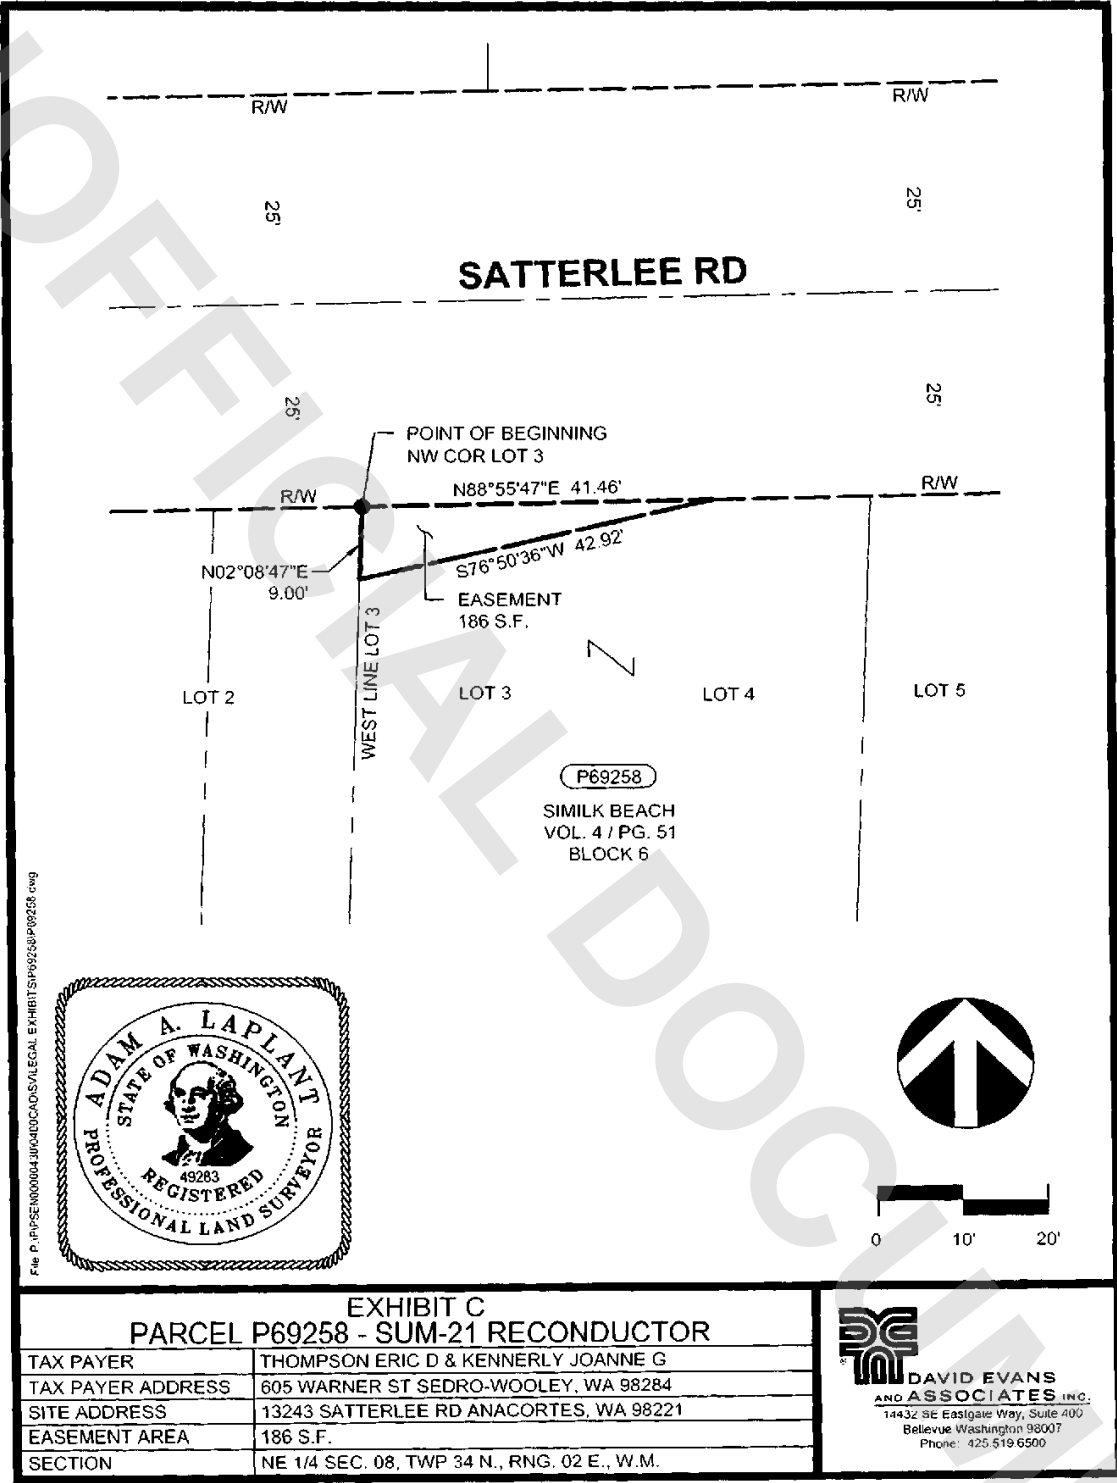 R/W
R/W
25'
25'
SATTERLEE RD
25'
25'
POINT OF BEGINNING
NW COR LOT 3
N88°55'47"E 41.46'
R/W
R/W
S76°50'36"W 42.92'
N02°08'47"E
9.00'
EASEMENT
186 S.F.
WEST LINE LOT 3
LOT 2
LOT 3
LOT 4
LOT 5
P69258
SIMILK BEACH
VOL. 4 / PG. 51
BLOCK 6
ADAM A. LAPLANT
STATE OF WASHINGTON
49283
REGISTERED
PROFESSIONAL LAND SURVEYOR
0 10' 20'
EXHIBIT C
PARCEL P69258 - SUM-21 RECONDUCTOR
TAX PAYER THOMPSON ERIC D & KENNERLY JOANNE G
TAX PAYER ADDRESS 605 WARNER ST SEDRO-WOOLEY, WA 98284
SITE ADDRESS 13243 SATTERLEE RD ANACORTES, WA 98221
EASEMENT AREA 186 S.F.
SECTION NE 1/4 SEC. 08, TWP 34 N., RNG. 02 E., W.M.
DAVID EVANS
AND ASSOCIATES INC.
14432 SE Eastgate Way, Suite 400
Bellevue Washington 98007
Phone: 425.519.6500